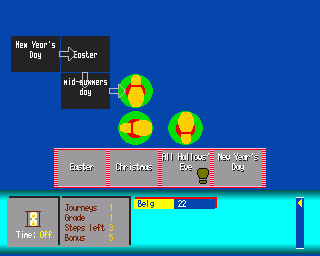 New Year's
Day
Easter
mid-summers
day
Easter
Christmas
All Hallows'
Eve
New Year's
Day
Journeys 1
Grade 1
Steps left 3
Bonus 5
Time: Off
Belg 22